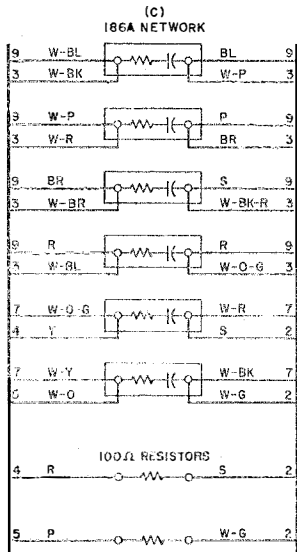 (C)
186A NETWORK
9 W-BL BL 9
3 W-BK W-P 3
9 W-P P 9
3 W-R BR 3
9 BR S 9
3 W-BR W-BK-R 3
9 R R 9
3 W-BL W-O-G 3
7 W-O-G W-R 7
4 Y S 2
7 W-Y W-BK 7
W-O W-G 2
100Ω RESISTORS
4 R S 2
5 P W-G 2